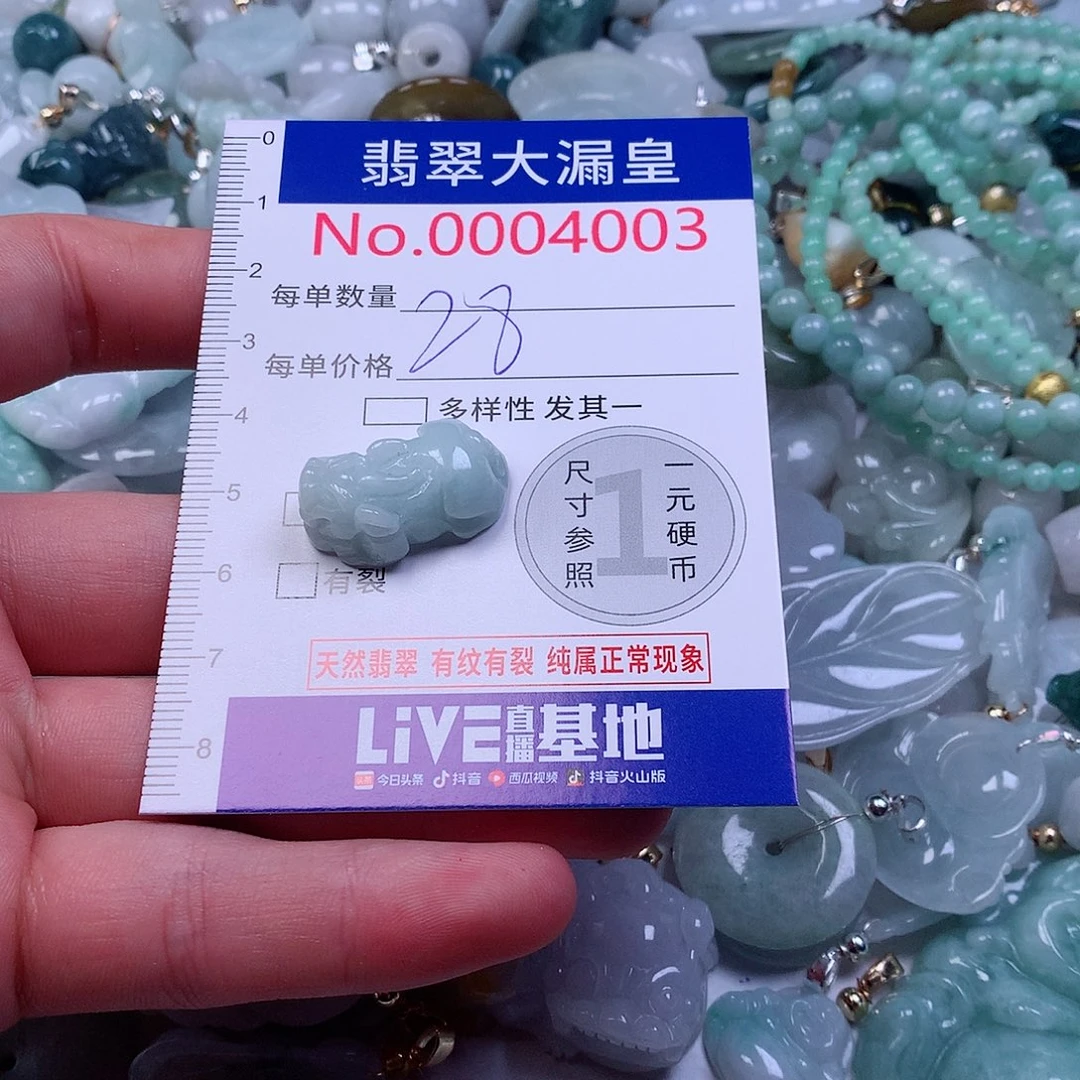 翡翠大漏皇
No.0004003
每单数量
28
每单价格
多样性 发其一
尺寸参照
1
一元硬币
有裂
天然翡翠 有纹有裂 纯属正常现象
LiVE直播基地
今日头条 抖音 西瓜视频 抖音火山版
0
1
2
3
4
5
6
7
8